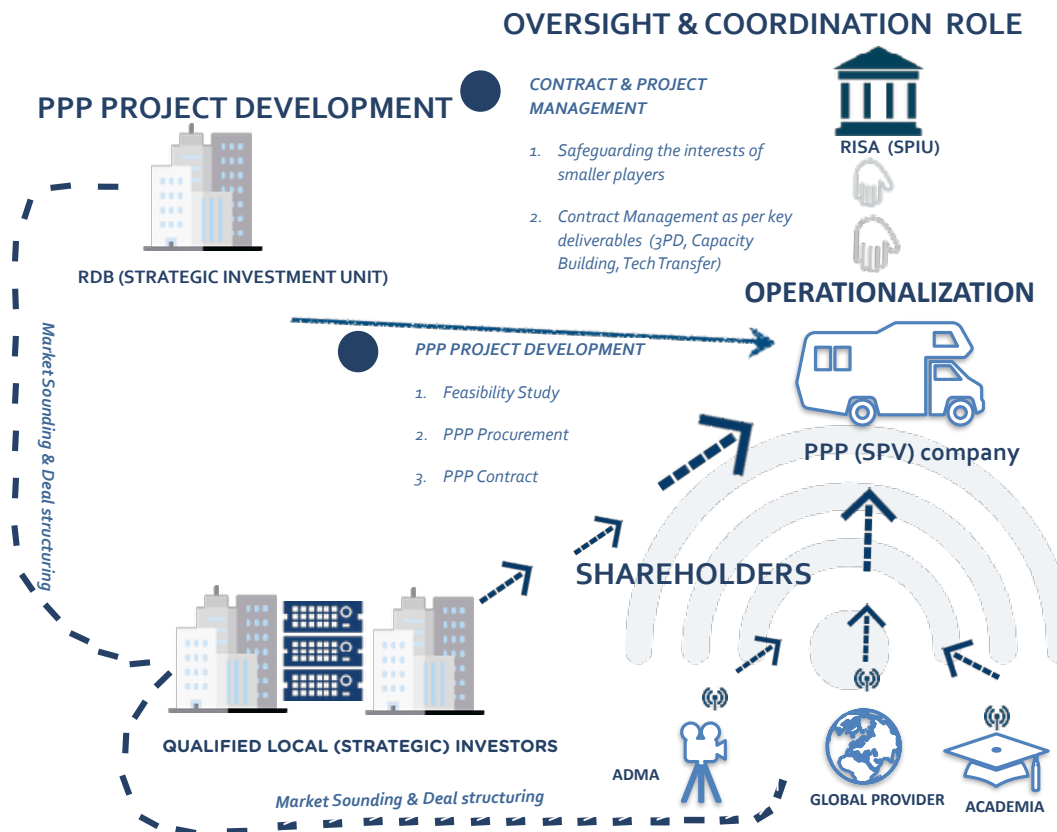 OVERSIGHT & COORDINATION ROLE
PPP PROJECT DEVELOPMENT
CONTRACT & PROJECT
MANAGEMENT
1. Safeguarding the interests of
smaller players
2. Contract Management as per key
deliverables (3PD, Capacity
Building, Tech Transfer)
RISA (SPIU)
RDB (STRATEGIC INVESTMENT UNIT)
OPERATIONALIZATION
Market Sounding & Deal structuring
PPP PROJECT DEVELOPMENT
1. Feasibility Study
2. PPP Procurement
3. PPP Contract
PPP (SPV) company
SHAREHOLDERS
QUALIFIED LOCAL (STRATEGIC) INVESTORS
ADMA
GLOBAL PROVIDER
ACADEMIA
Market Sounding & Deal structuring